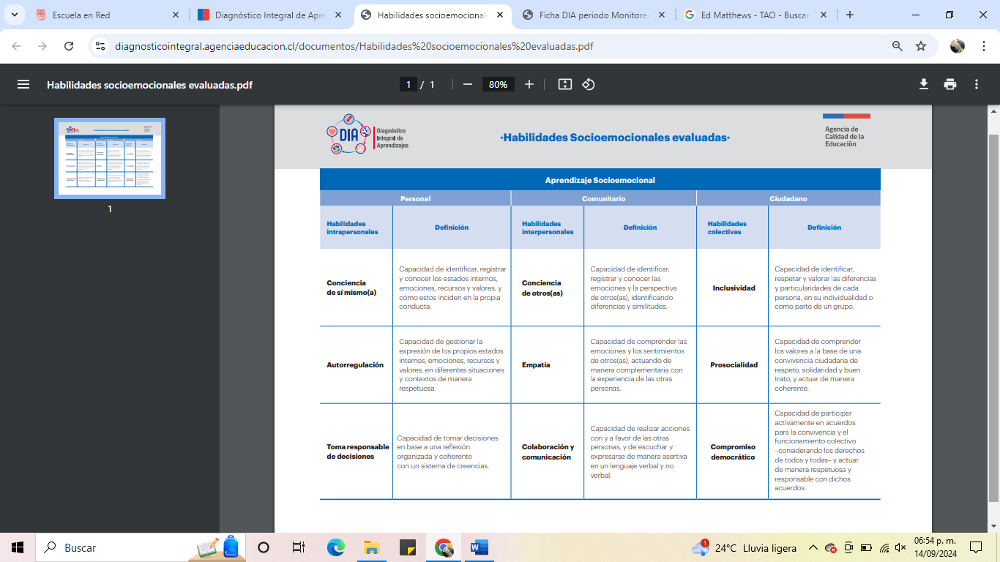 Escuela en Red
Diagnóstico Integral de Apre
Habilidades socioemocional
Ficha DIA periodo Monitore
Ed Matthews - TAO - Buscar
diagnosticointegral.agenciaeducacion.cl/documentos/Habilidades%20socioemocionales%20evaluadas.pdf
Habilidades socioemocionales evaluadas.pdf
1 / 1
80%
1
DIA
Diagnóstico
Integral de
Aprendizajes
·Habilidades Socioemocionales evaluadas·
Agencia de
Calidad de la
Educación
Aprendizaje Socioemocional
Personal
Comunitario
Ciudadano
Habilidades
intrapersonales
Definición
Habilidades
interpersonales
Definición
Habilidades
colectivas
Definición
Conciencia
de sí mismo(a)
Capacidad de identificar, registrar
y conocer los estados internos,
emociones, recursos y valores, y
cómo estos inciden en la propia
conducta.
Conciencia
de otros(as)
Capacidad de identificar,
registrar y conocer las
emociones y la perspectiva
de otros(as), identificando
diferencias y similitudes.
Inclusividad
Capacidad de identificar,
respetar y valorar las diferencias
y particularidades de cada
persona, en su individualidad o
como parte de un grupo.
Autorregulación
Capacidad de gestionar la
expresión de los propios estados
internos, emociones, recursos y
valores, en diferentes situaciones
y contextos de manera
respetuosa.
Empatía
Capacidad de comprender las
emociones y los sentimientos
de otros(as), actuando de
manera complementaria con
la experiencia de las otras
personas.
Prosocialidad
Capacidad de comprender
los valores a la base de una
convivencia ciudadana de
respeto, solidaridad y buen
trato, y actuar de manera
coherente.
Toma responsable
de decisiones
Capacidad de tomar decisiones
en base a una reflexión
organizada y coherente
con un sistema de creencias.
Colaboración y
comunicación
Capacidad de realizar acciones
con y a favor de las otras
personas, y de escuchar y
expresarse de manera asertiva
en un lenguaje verbal y no
verbal.
Compromiso
democrático
Capacidad de participar
activamente en acuerdos
para la convivencia y el
funcionamiento colectivo
–considerando los derechos
de todos y todas– y actuar
de manera respetuosa y
responsable con dichos
acuerdos.
Buscar
1
24°C Lluvia ligera
06:54 p. m.
14/09/2024